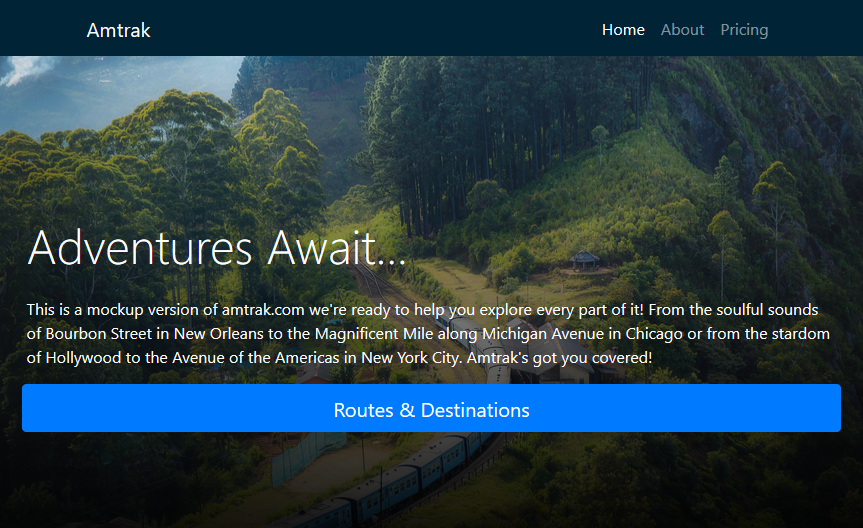 Amtrak
Home About Pricing
Adventures Await...
This is a mockup version of amtrak.com we're ready to help you explore every part of it! From the soulful sounds
of Bourbon Street in New Orleans to the Magnificent Mile along Michigan Avenue in Chicago or from the stardom
of Hollywood to the Avenue of the Americas in New York City. Amtrak's got you covered!
Routes & Destinations